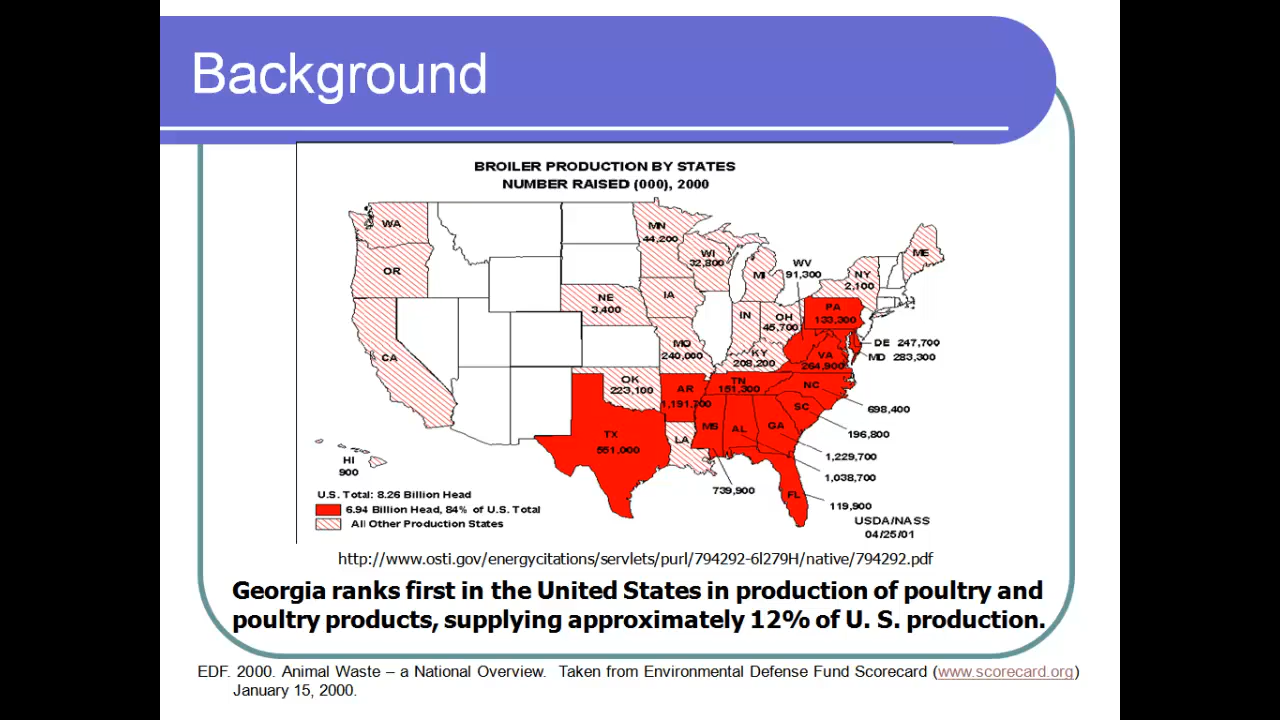 Background
BROILER PRODUCTION BY STATES
NUMBER RAISED (000), 2000
WA
OR
CA
MN
44,200
WI
32,800
MI
WV
91,300
NY
2,100
ME
NE
3,400
IA
IN
OH
45,700
PA
133,300
DE 247,700
MD 283,300
MO
240,000
KY
208,200
VA
264,900
OK
223,100
AR
1,191,700
TN
151,300
NC
698,400
SC
196,800
TX
551,000
LA
MS
AL
GA
1,229,700
1,038,700
739,900
FL
119,900
HI
900
U.S. Total: 8.26 Billion Head
6.94 Billion Head, 84% of U.S. Total
All Other Production States
USDA/NASS
04/25/01
http://www.osti.gov/energycitations/servlets/purl/794292-6l279H/native/794292.pdf
Georgia ranks first in the United States in production of poultry and
poultry products, supplying approximately 12% of U. S. production.
EDF. 2000. Animal Waste – a National Overview. Taken from Environmental Defense Fund Scorecard (www.scorecard.org)
January 15, 2000.